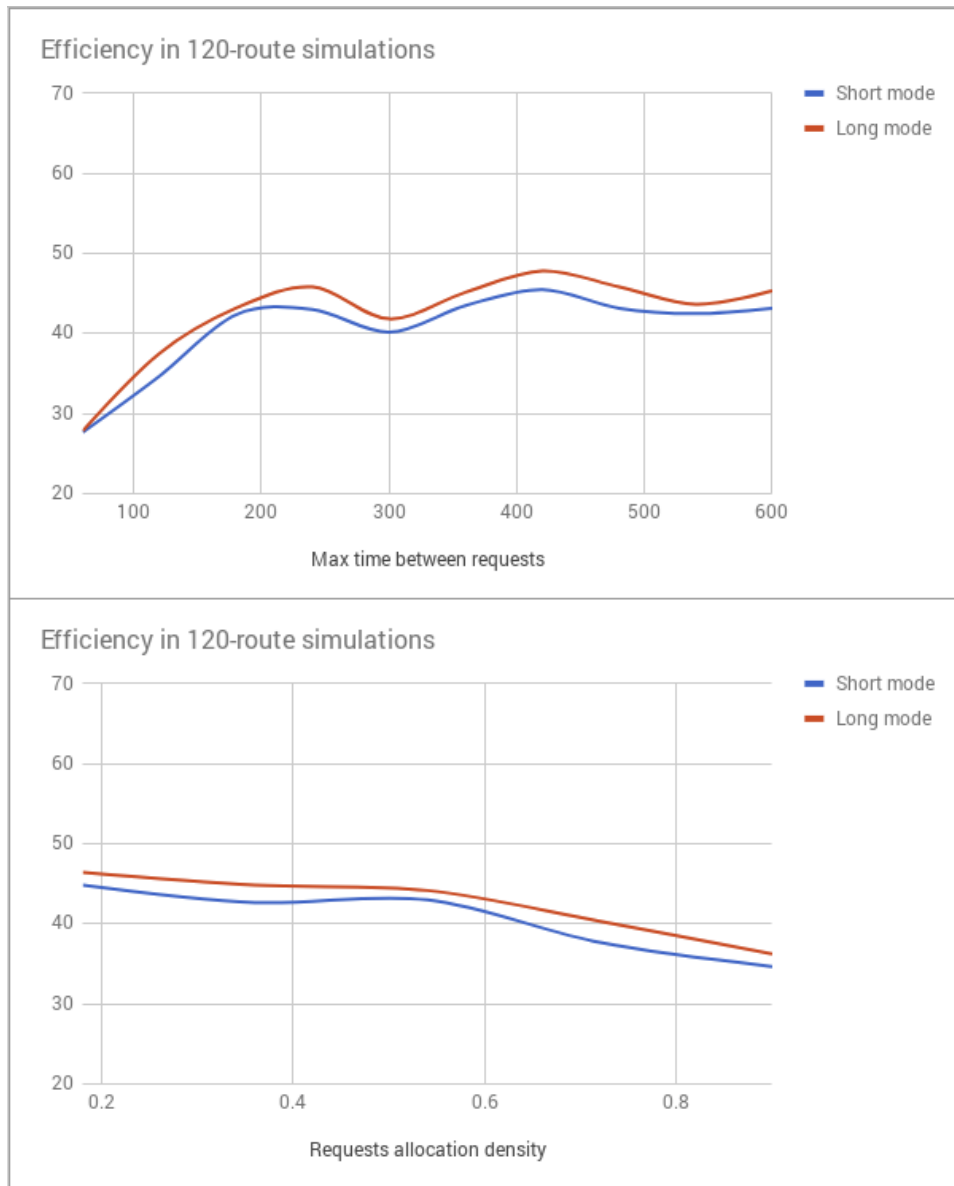 Efficiency in 120-route simulations
70
60
50
40
30
20
100 200 300 400 500 600
Max time between requests
Short mode
Long mode
Efficiency in 120-route simulations
70
60
50
40
30
20
0.2 0.4 0.6 0.8
Requests allocation density
Short mode
Long mode